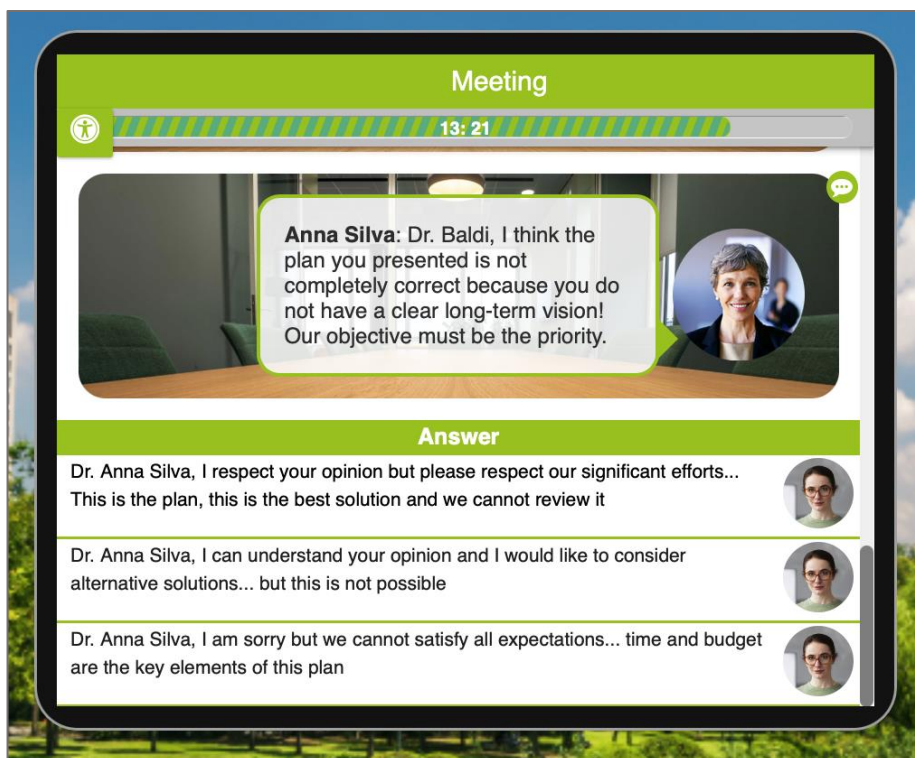 Meeting
13: 21
Anna Silva: Dr. Baldi, I think the
plan you presented is not
completely correct because you do
not have a clear long-term vision!
Our objective must be the priority.
Answer
Dr. Anna Silva, I respect your opinion but please respect our significant efforts...
This is the plan, this is the best solution and we cannot review it
Dr. Anna Silva, I can understand your opinion and I would like to consider
alternative solutions... but this is not possible
Dr. Anna Silva, I am sorry but we cannot satisfy all expectations... time and budget
are the key elements of this plan